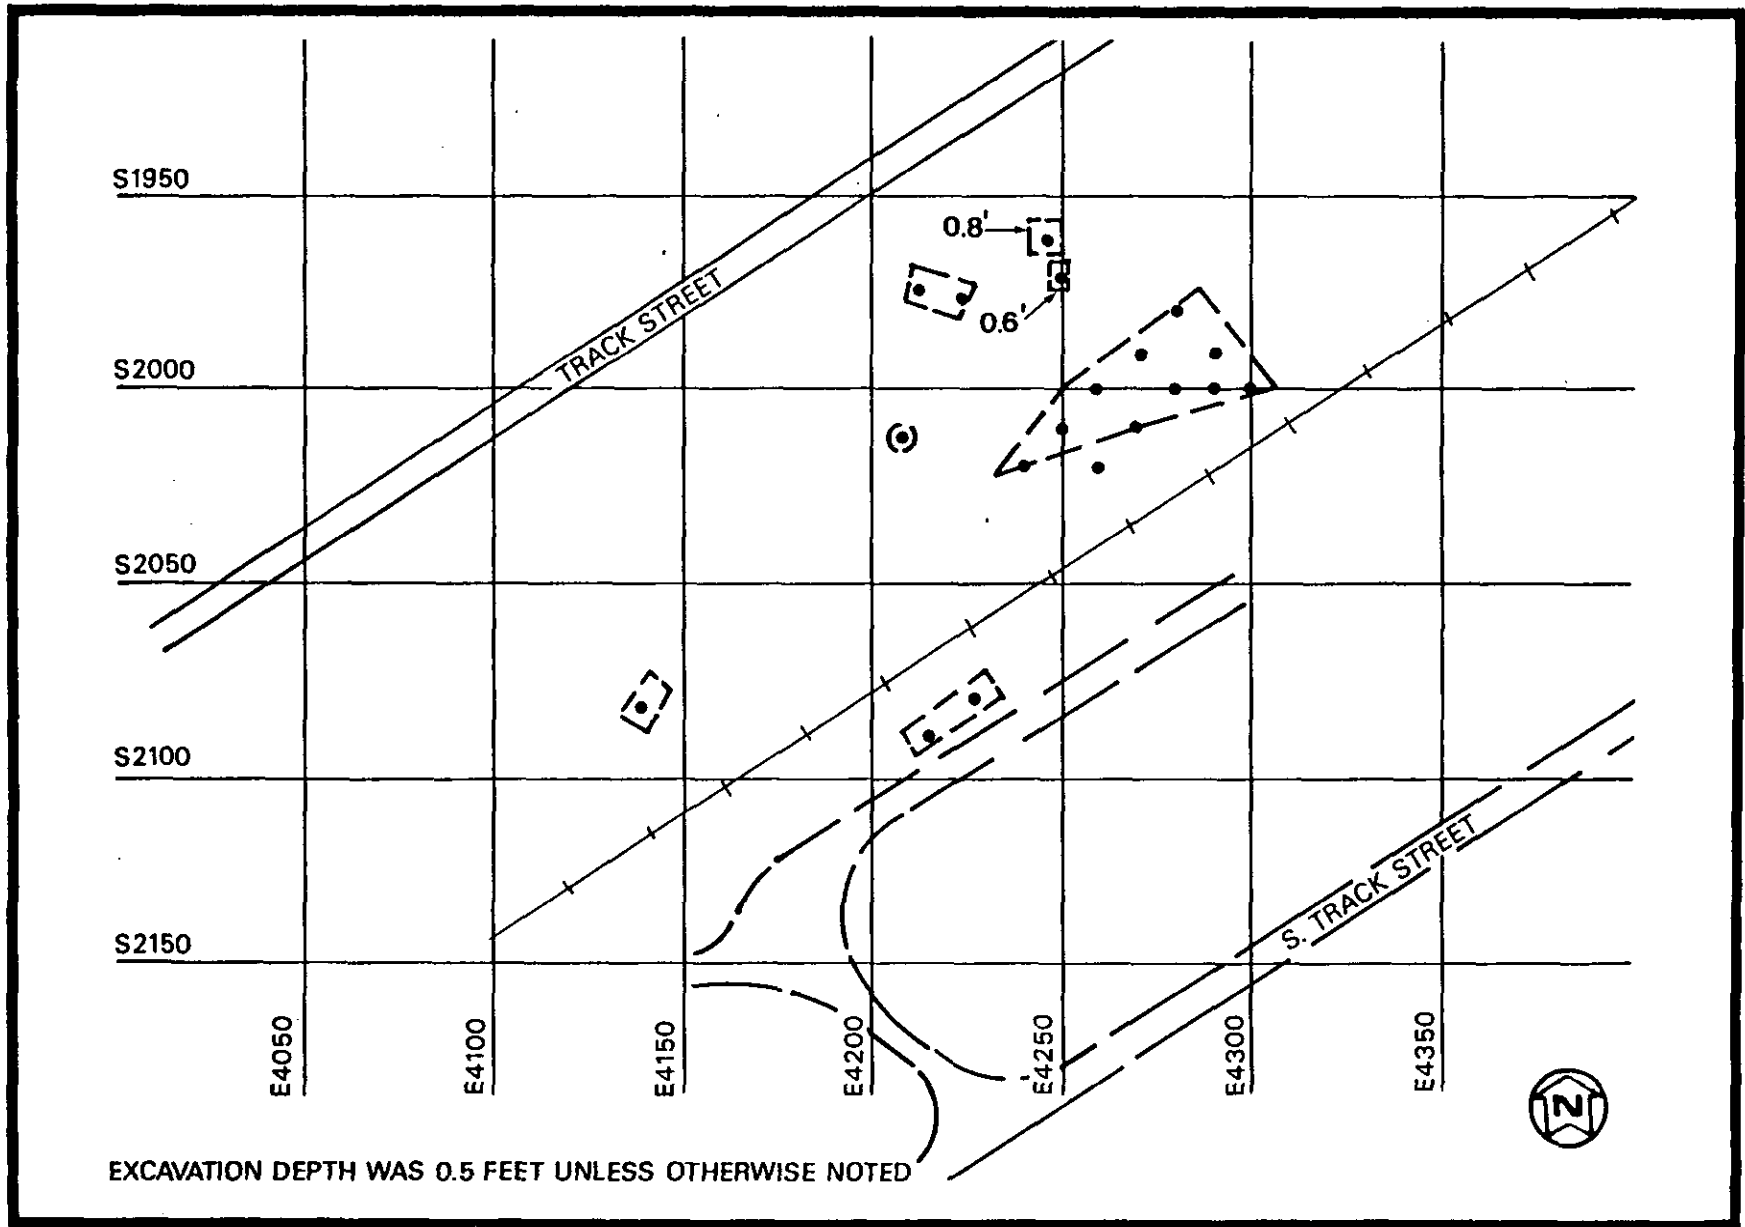 S1950
0.8'
TRACK STREET
0.6'
S2000
S2050
S2100
S. TRACK STREET
S2150
E4050
E4100
E4150
E4200
E4250
E4300
E4350
N
EXCAVATION DEPTH WAS 0.5 FEET UNLESS OTHERWISE NOTED